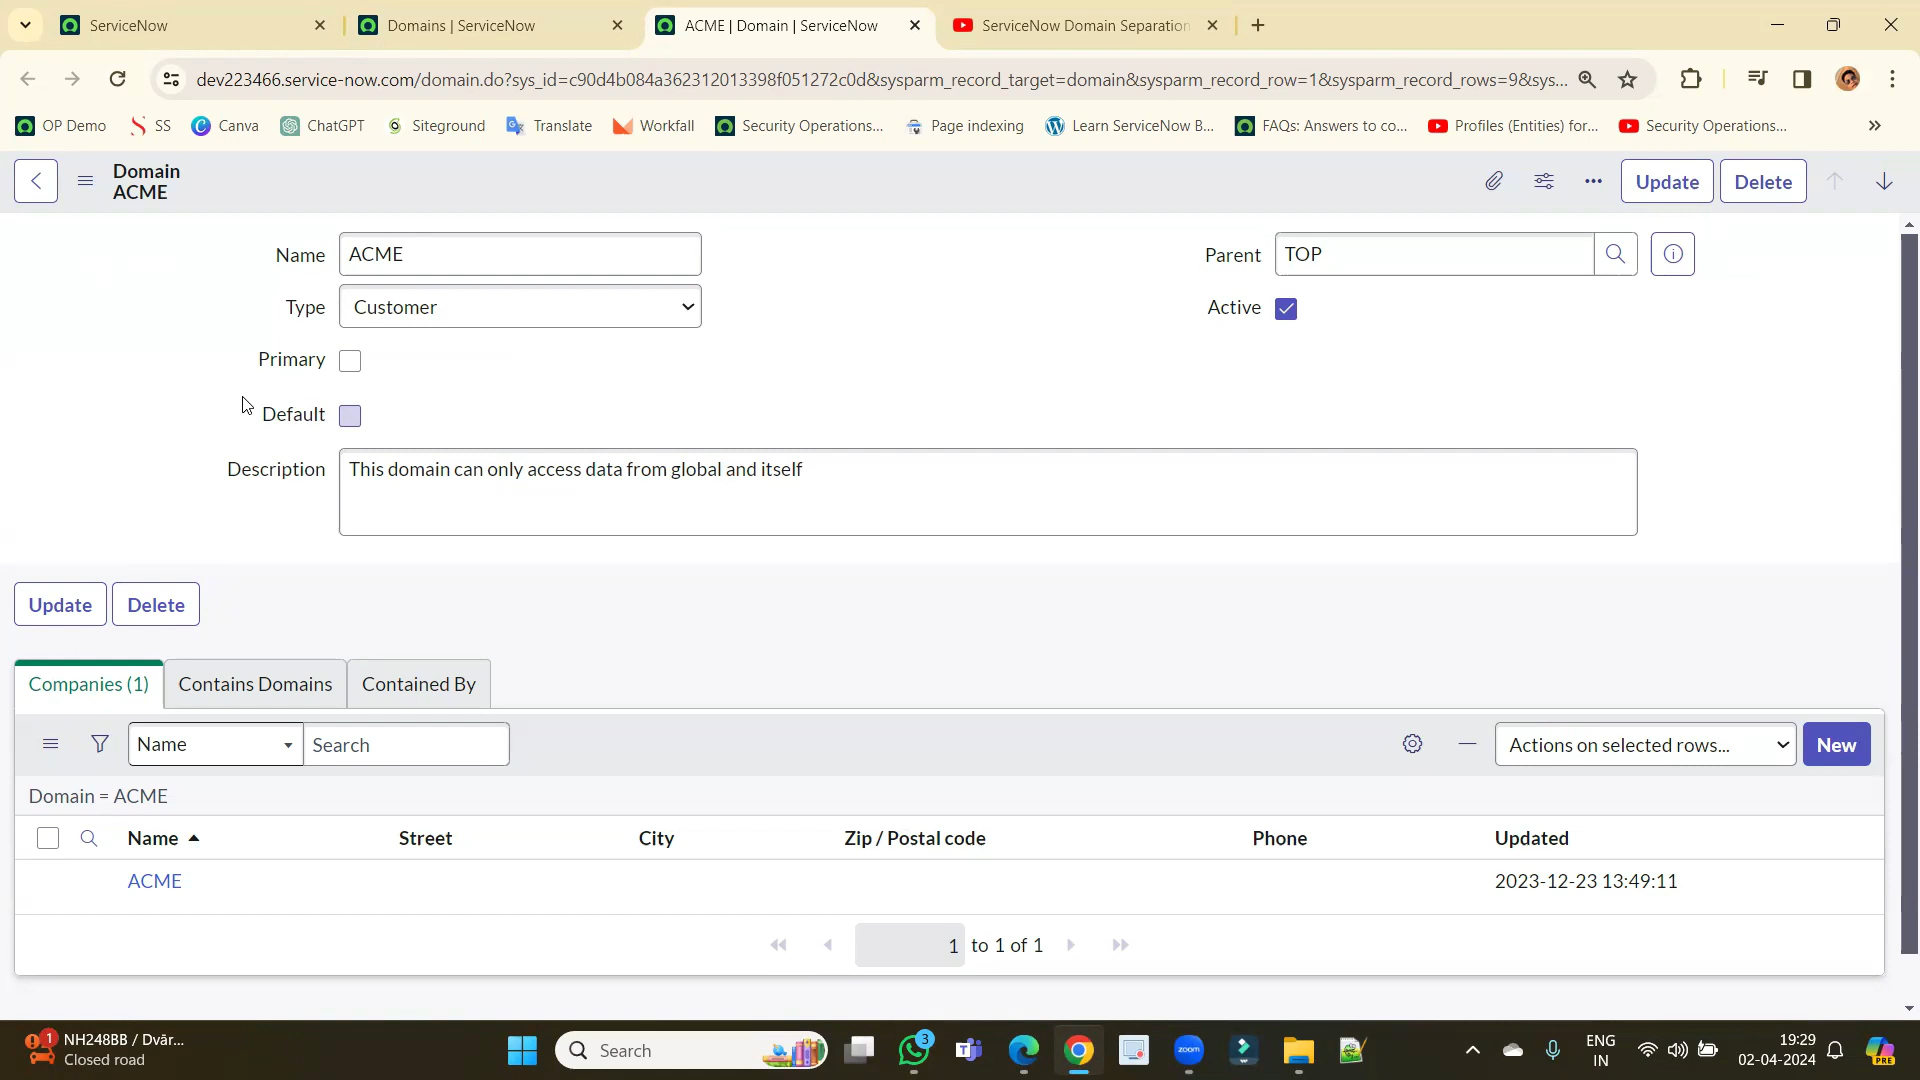 ServiceNow
Domains | ServiceNow
ACME | Domain | ServiceNow
ServiceNow Domain Separation
dev223466.service-now.com/domain.do?sys_id=c90d4b084a362312013398f051272c0d&sysparm_record_target=domain&sysparm_record_row=1&sysparm_record_rows=9&sys...
OP Demo
SS
Canva
ChatGPT
Siteground
Translate
Workfall
Security Operations...
Page indexing
Learn ServiceNow B...
FAQs: Answers to co...
Profiles (Entities) for...
Security Operations...
Domain
ACME
Update
Delete
Name
ACME
Parent
TOP
Type
Customer
Active
Primary
Default
Description
This domain can only access data from global and itself
Update
Delete
Companies (1)
Contains Domains
Contained By
Name
Search
Actions on selected rows...
New
Domain = ACME
Name
Street
City
Zip / Postal code
Phone
Updated
ACME
2023-12-23 13:49:11
1 to 1 of 1
1
NH248BB / Dvār...
Closed road
Search
3
zoom
PRE
ENG
IN
19:29
02-04-2024